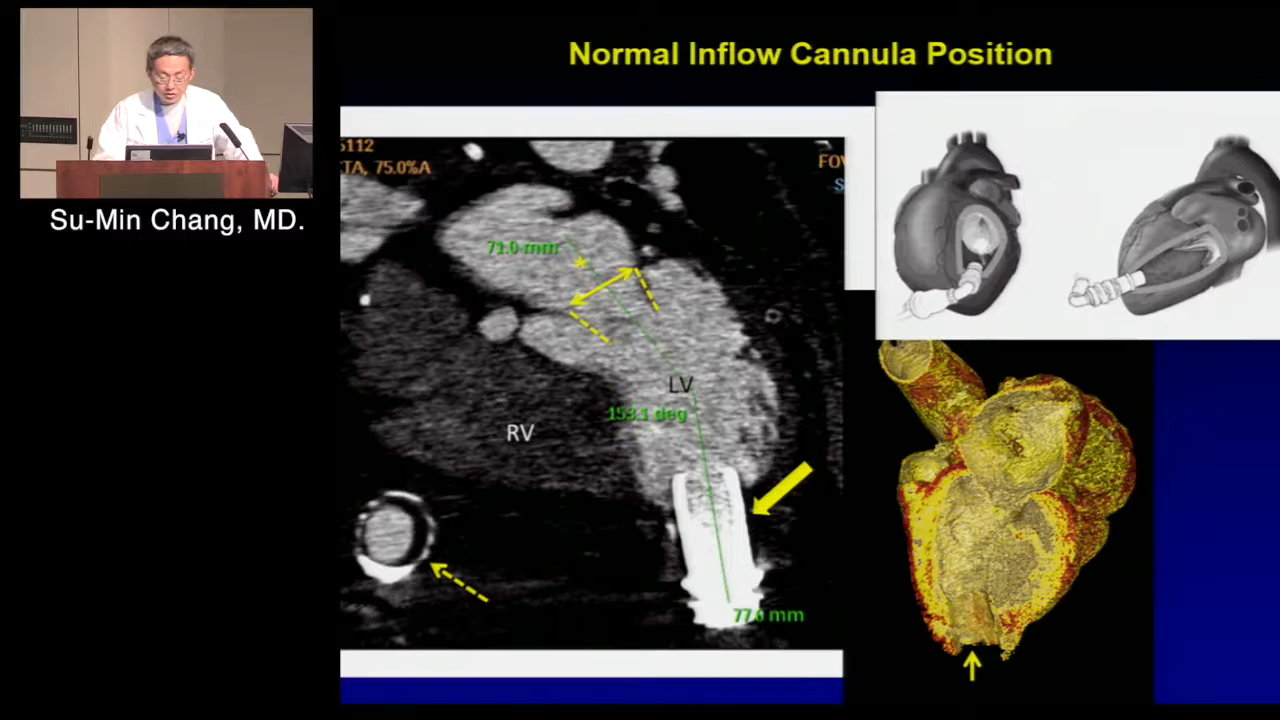 Normal Inflow Cannula Position
Su-Min Chang, MD.
5112
TA, 75.0%A
FOV
S
71.0 mm
*
LV
153.1 deg
RV
77.0 mm